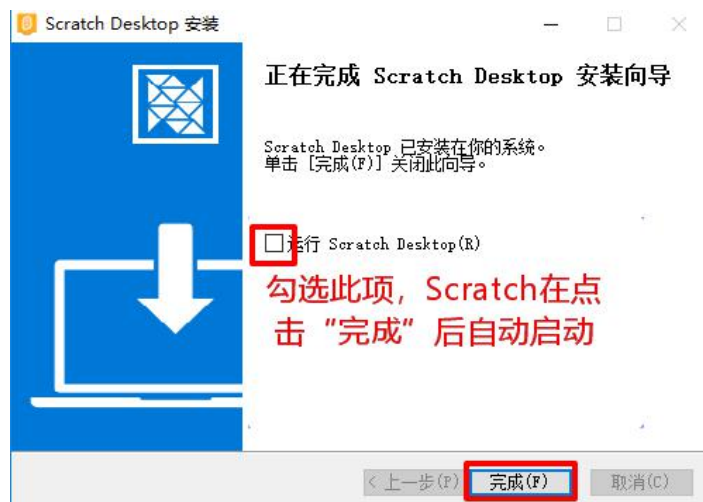 Scratch Desktop 安装
正在完成 Scratch Desktop 安装向导
Scratch Desktop 已安装在你的系统。
单击 [完成(F)] 关闭此向导。
运行 Scratch Desktop(R)
勾选此项，Scratch在点
击“完成”后自动启动
< 上一步(P)
完成(F)
取消(C)